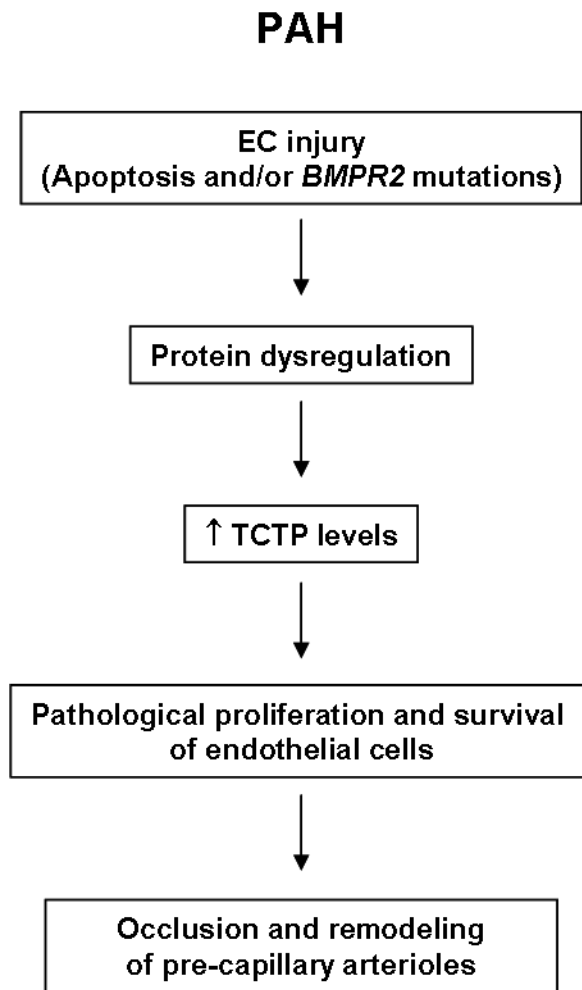 PAH
EC injury
(Apoptosis and/or BMPR2 mutations)
Protein dysregulation
↑ TCTP levels
Pathological proliferation and survival
of endothelial cells
Occlusion and remodeling
of pre-capillary arterioles